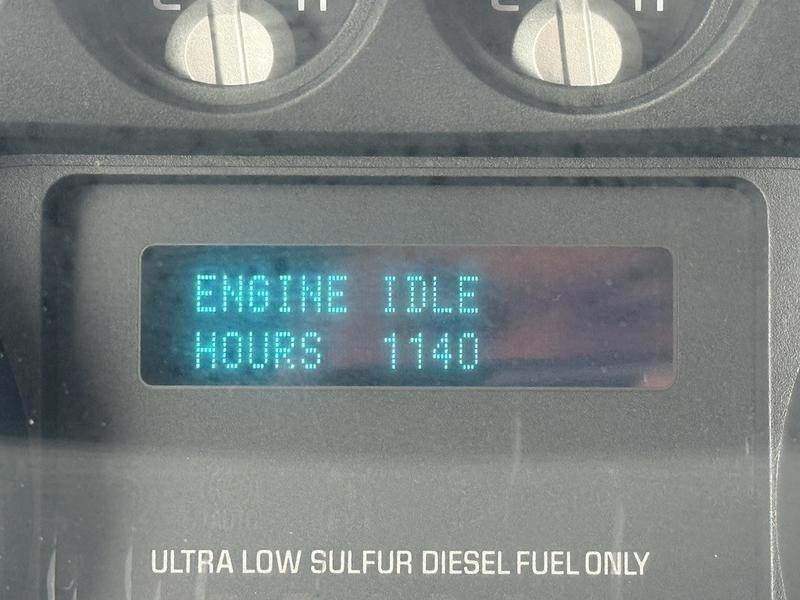 ENGINE IDLE
HOURS 1140
ULTRA LOW SULFUR DIESEL FUEL ONLY